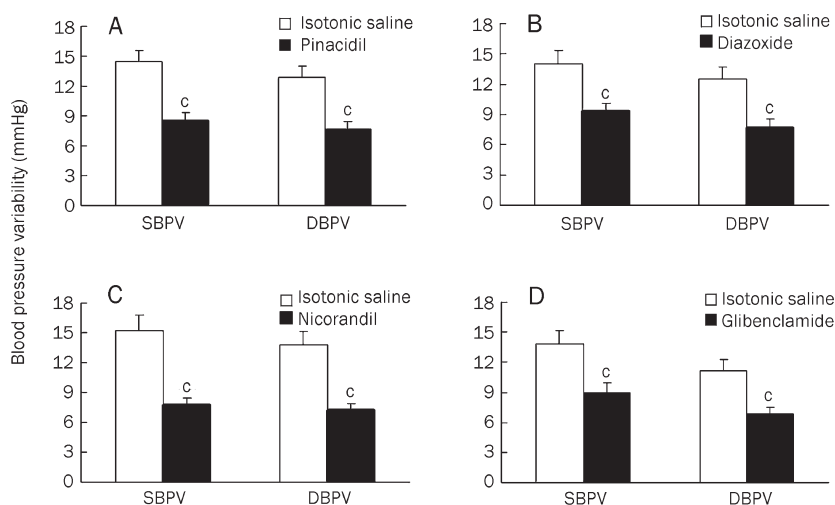 Blood pressure variability (mmHg)
A
Isotonic saline
Pinacidil
18
15
12
9
6
3
0
c
c
SBPV
DBPV
B
Isotonic saline
Diazoxide
18
15
12
9
6
3
0
c
c
SBPV
DBPV
C
Isotonic saline
Nicorandil
18
15
12
9
6
3
0
c
c
SBPV
DBPV
D
Isotonic saline
Glibenclamide
18
15
12
9
6
3
0
c
c
SBPV
DBPV